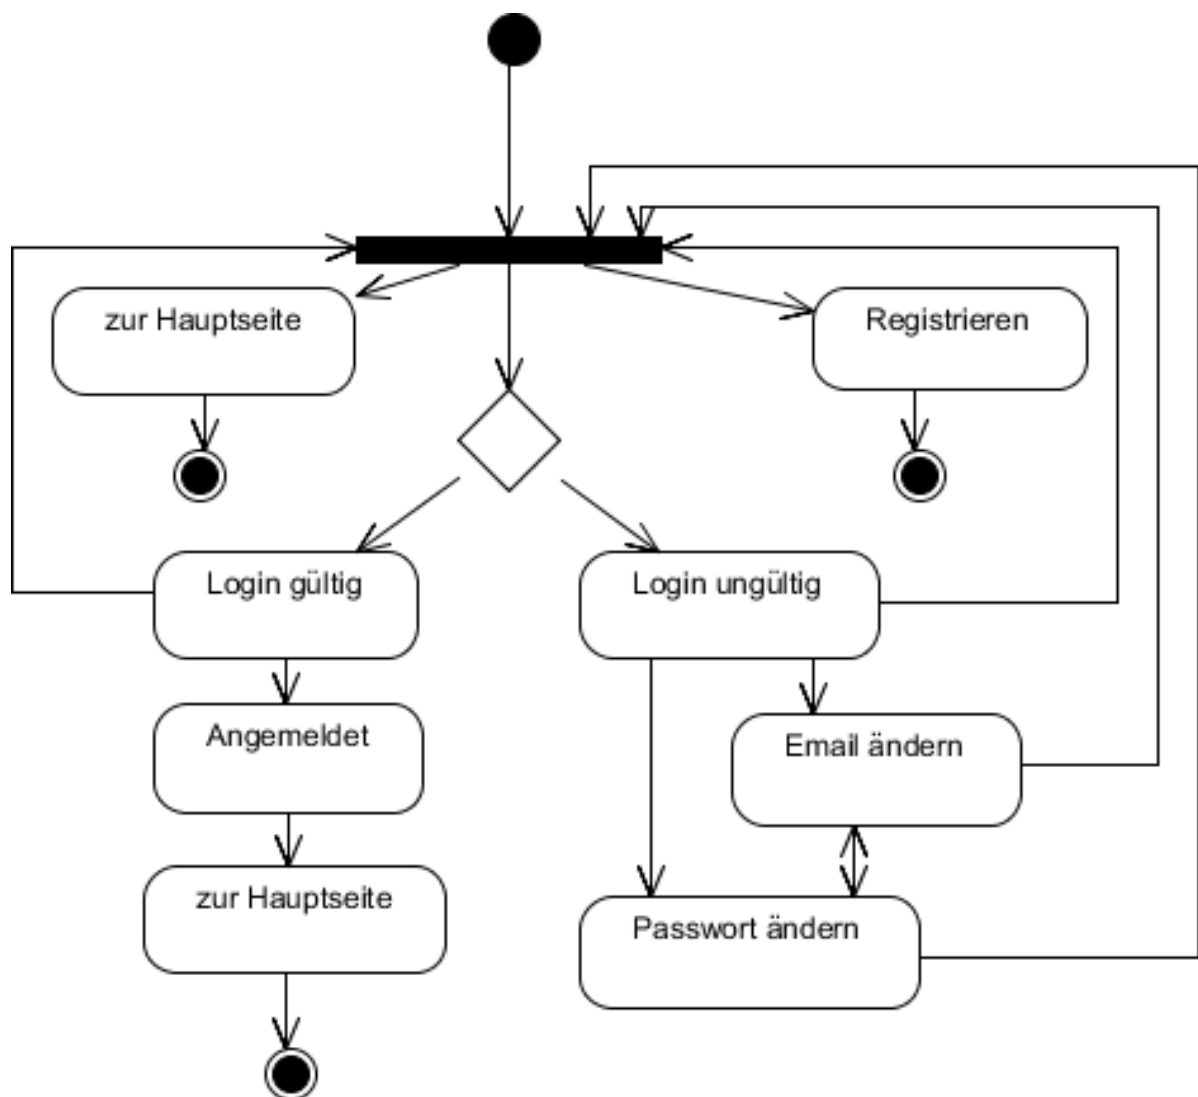 zur Hauptseite
Registrieren
Login gültig
Login ungültig
Angemeldet
Email ändern
zur Hauptseite
Passwort ändern